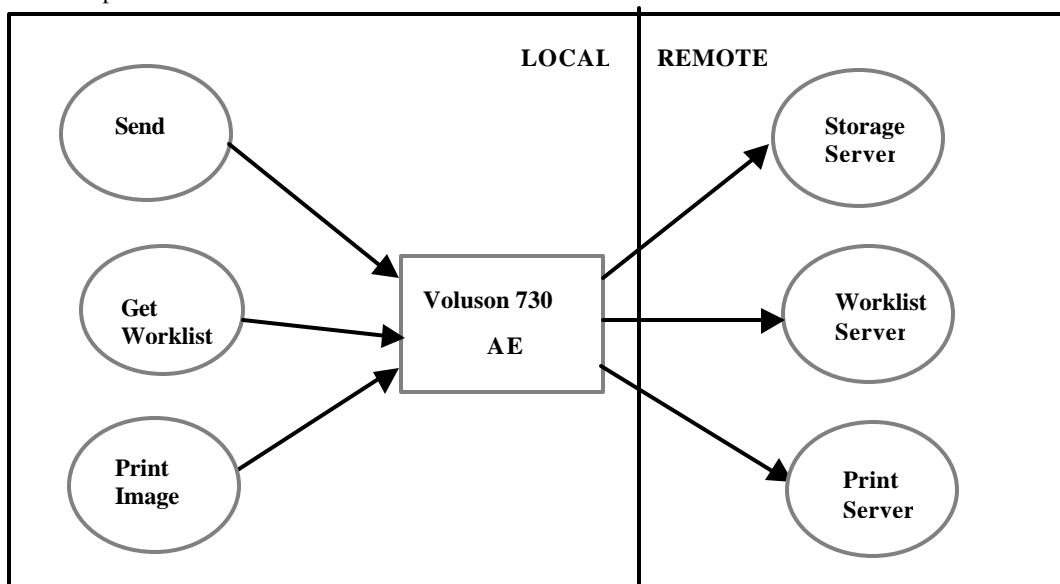 LOCAL
REMOTE
Send
Storage
Server
Get
Worklist
Voluson 730
AE
Worklist
Server
Print
Image
Print
Server